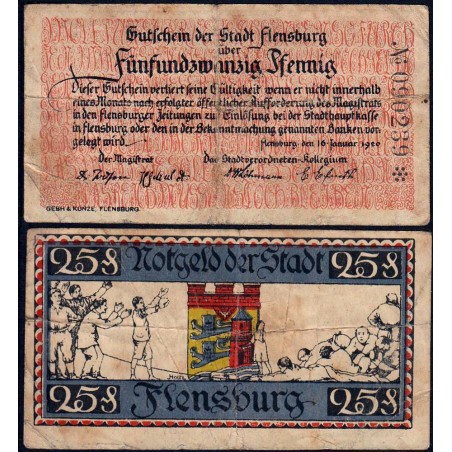 Gutschein der Stadt Flensburg
über
Fünfundzwanzig Pfennig
Dieser Gutschein verliert seine Gültigkeit wenn er nicht innerhalb
eines Monats nach erfolgter öffentlicher Aufforderung des Magistrats
in den flensburger Zeitungen zu Einlösung bei der Stadthauptkasse
in flensburg oder den in der Bekanntmachung genannten Banken vor-
gelegt wird.
flensburg, den 16. Januar 1920
Der Magistrat Das Stadtverordneten-Kollegium
GEBR & KUNZE, FLENSBURG.
№ 090239 *
25 ₰ Notgeld der Stadt 25 ₰
25 ₰ Flensburg 25 ₰